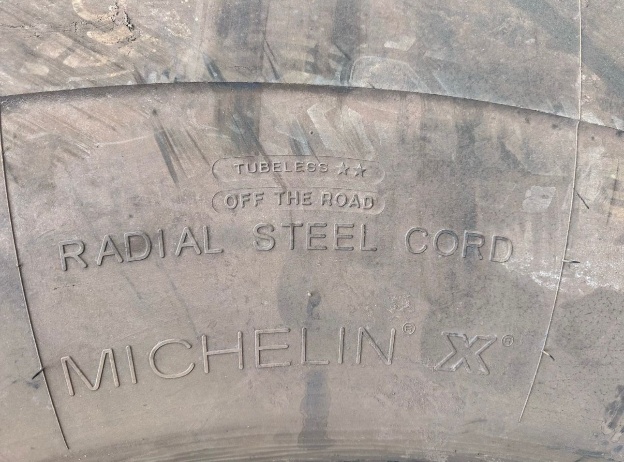 TUBELESS ☆☆
OFF THE ROAD
RADIAL STEEL CORD
MICHELIN® X®